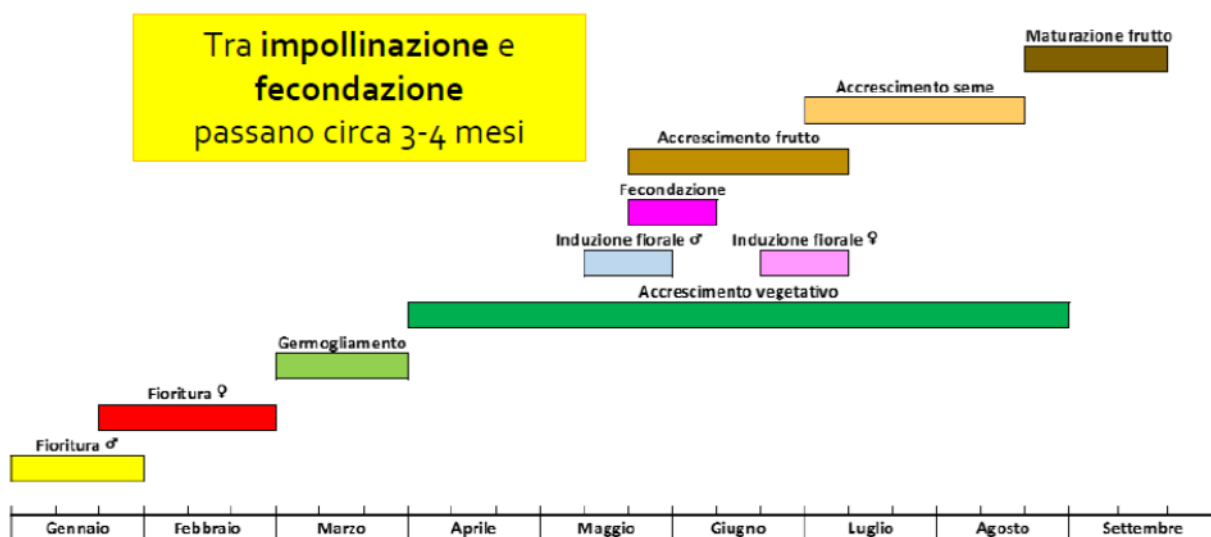 Tra impollinazione e
fecondazione
passano circa 3-4 mesi
Maturazione frutto
Accrescimento seme
Accrescimento frutto
Fecondazione
Induzione fiorale ♂
Induzione fiorale ♀
Accrescimento vegetativo
Germogliamento
Fioritura ♀
Fioritura ♂
Gennaio Febbraio Marzo Aprile Maggio Giugno Luglio Agosto Settembre